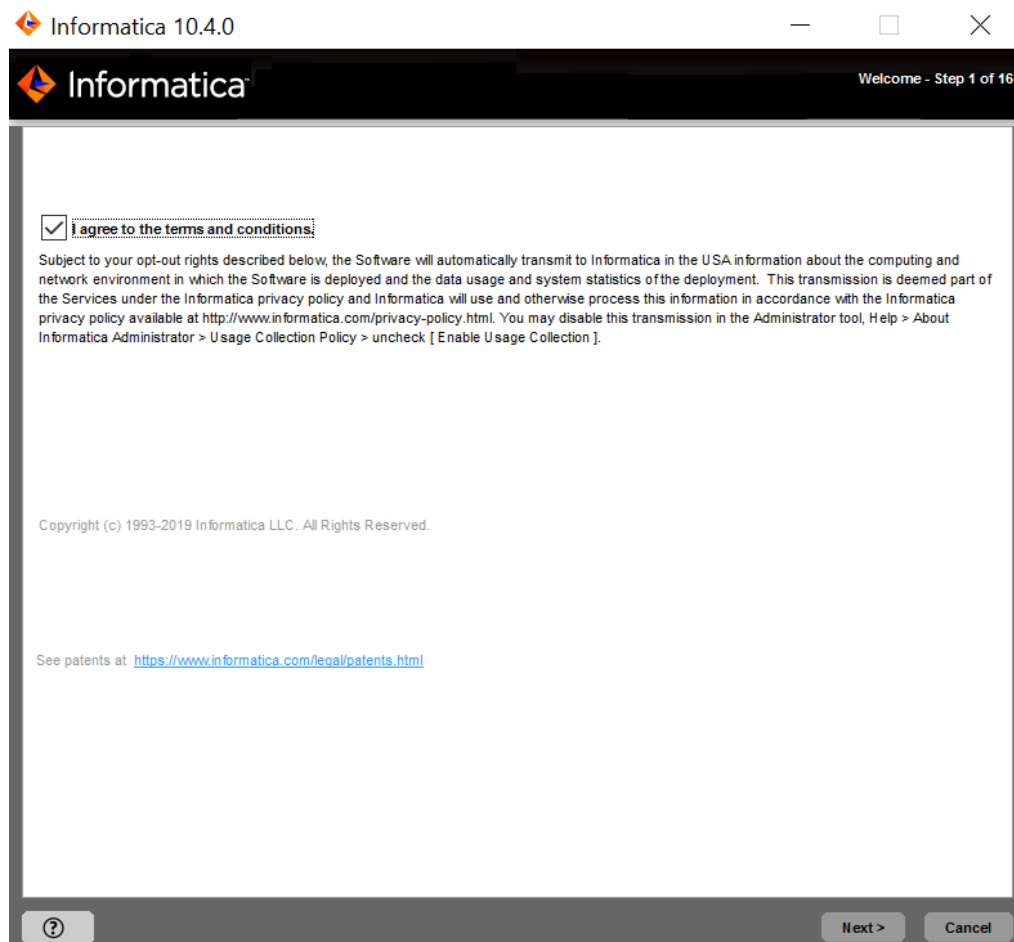 Informatica 10.4.0
Informatica
Welcome - Step 1 of 16
I agree to the terms and conditions.
Subject to your opt-out rights described below, the Software will automatically transmit to Informatica in the USA information about the computing and
network environment in which the Software is deployed and the data usage and system statistics of the deployment. This transmission is deemed part of
the Services under the Informatica privacy policy and Informatica will use and otherwise process this information in accordance with the Informatica
privacy policy available at http://www.informatica.com/privacy-policy.html. You may disable this transmission in the Administrator tool, Help > About
Informatica Administrator > Usage Collection Policy > uncheck [ Enable Usage Collection ].
Copyright (c) 1993-2019 Informatica LLC. All Rights Reserved.
See patents at https://www.informatica.com/legal/patents.html
? Next > Cancel